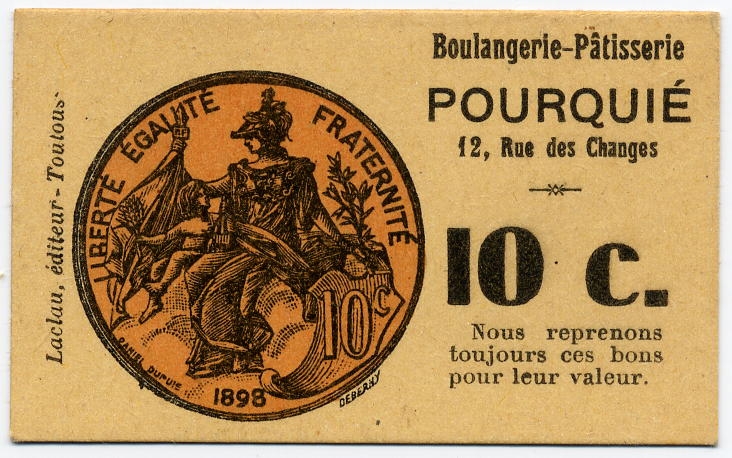 Laclau, éditeur-Toulous
LIBERTÉ ÉGALITÉ FRATERNITÉ
10 C
DANIEL DUPUIS
1898
DEBERNY
Boulangerie-Pâtisserie
POURQUIÉ
12, Rue des Changes
10 c.
Nous reprenons
toujours ces bons
pour leur valeur.